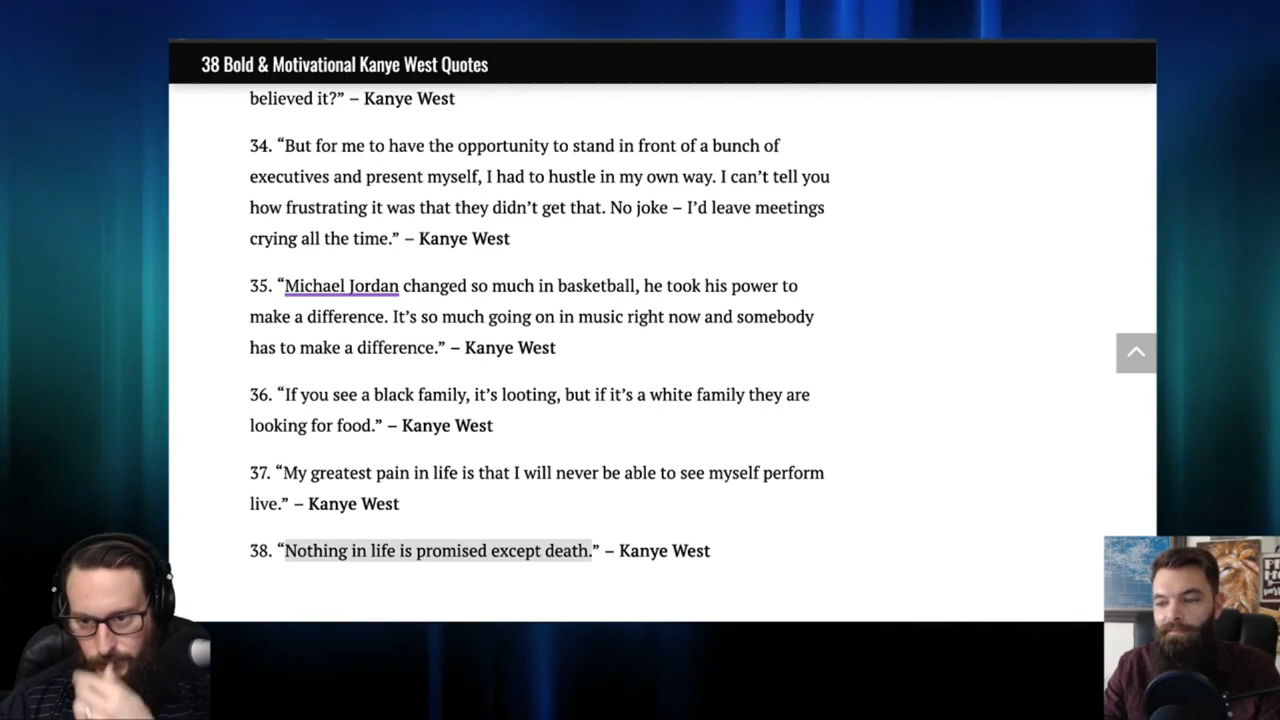 38 Bold & Motivational Kanye West Quotes
believed it?” – Kanye West
34. “But for me to have the opportunity to stand in front of a bunch of
executives and present myself, I had to hustle in my own way. I can’t tell you
how frustrating it was that they didn’t get that. No joke – I’d leave meetings
crying all the time.” – Kanye West
35. “Michael Jordan changed so much in basketball, he took his power to
make a difference. It’s so much going on in music right now and somebody
has to make a difference.” – Kanye West
36. “If you see a black family, it’s looting, but if it’s a white family they are
looking for food.” – Kanye West
37. “My greatest pain in life is that I will never be able to see myself perform
live.” – Kanye West
38. “Nothing in life is promised except death.” – Kanye West